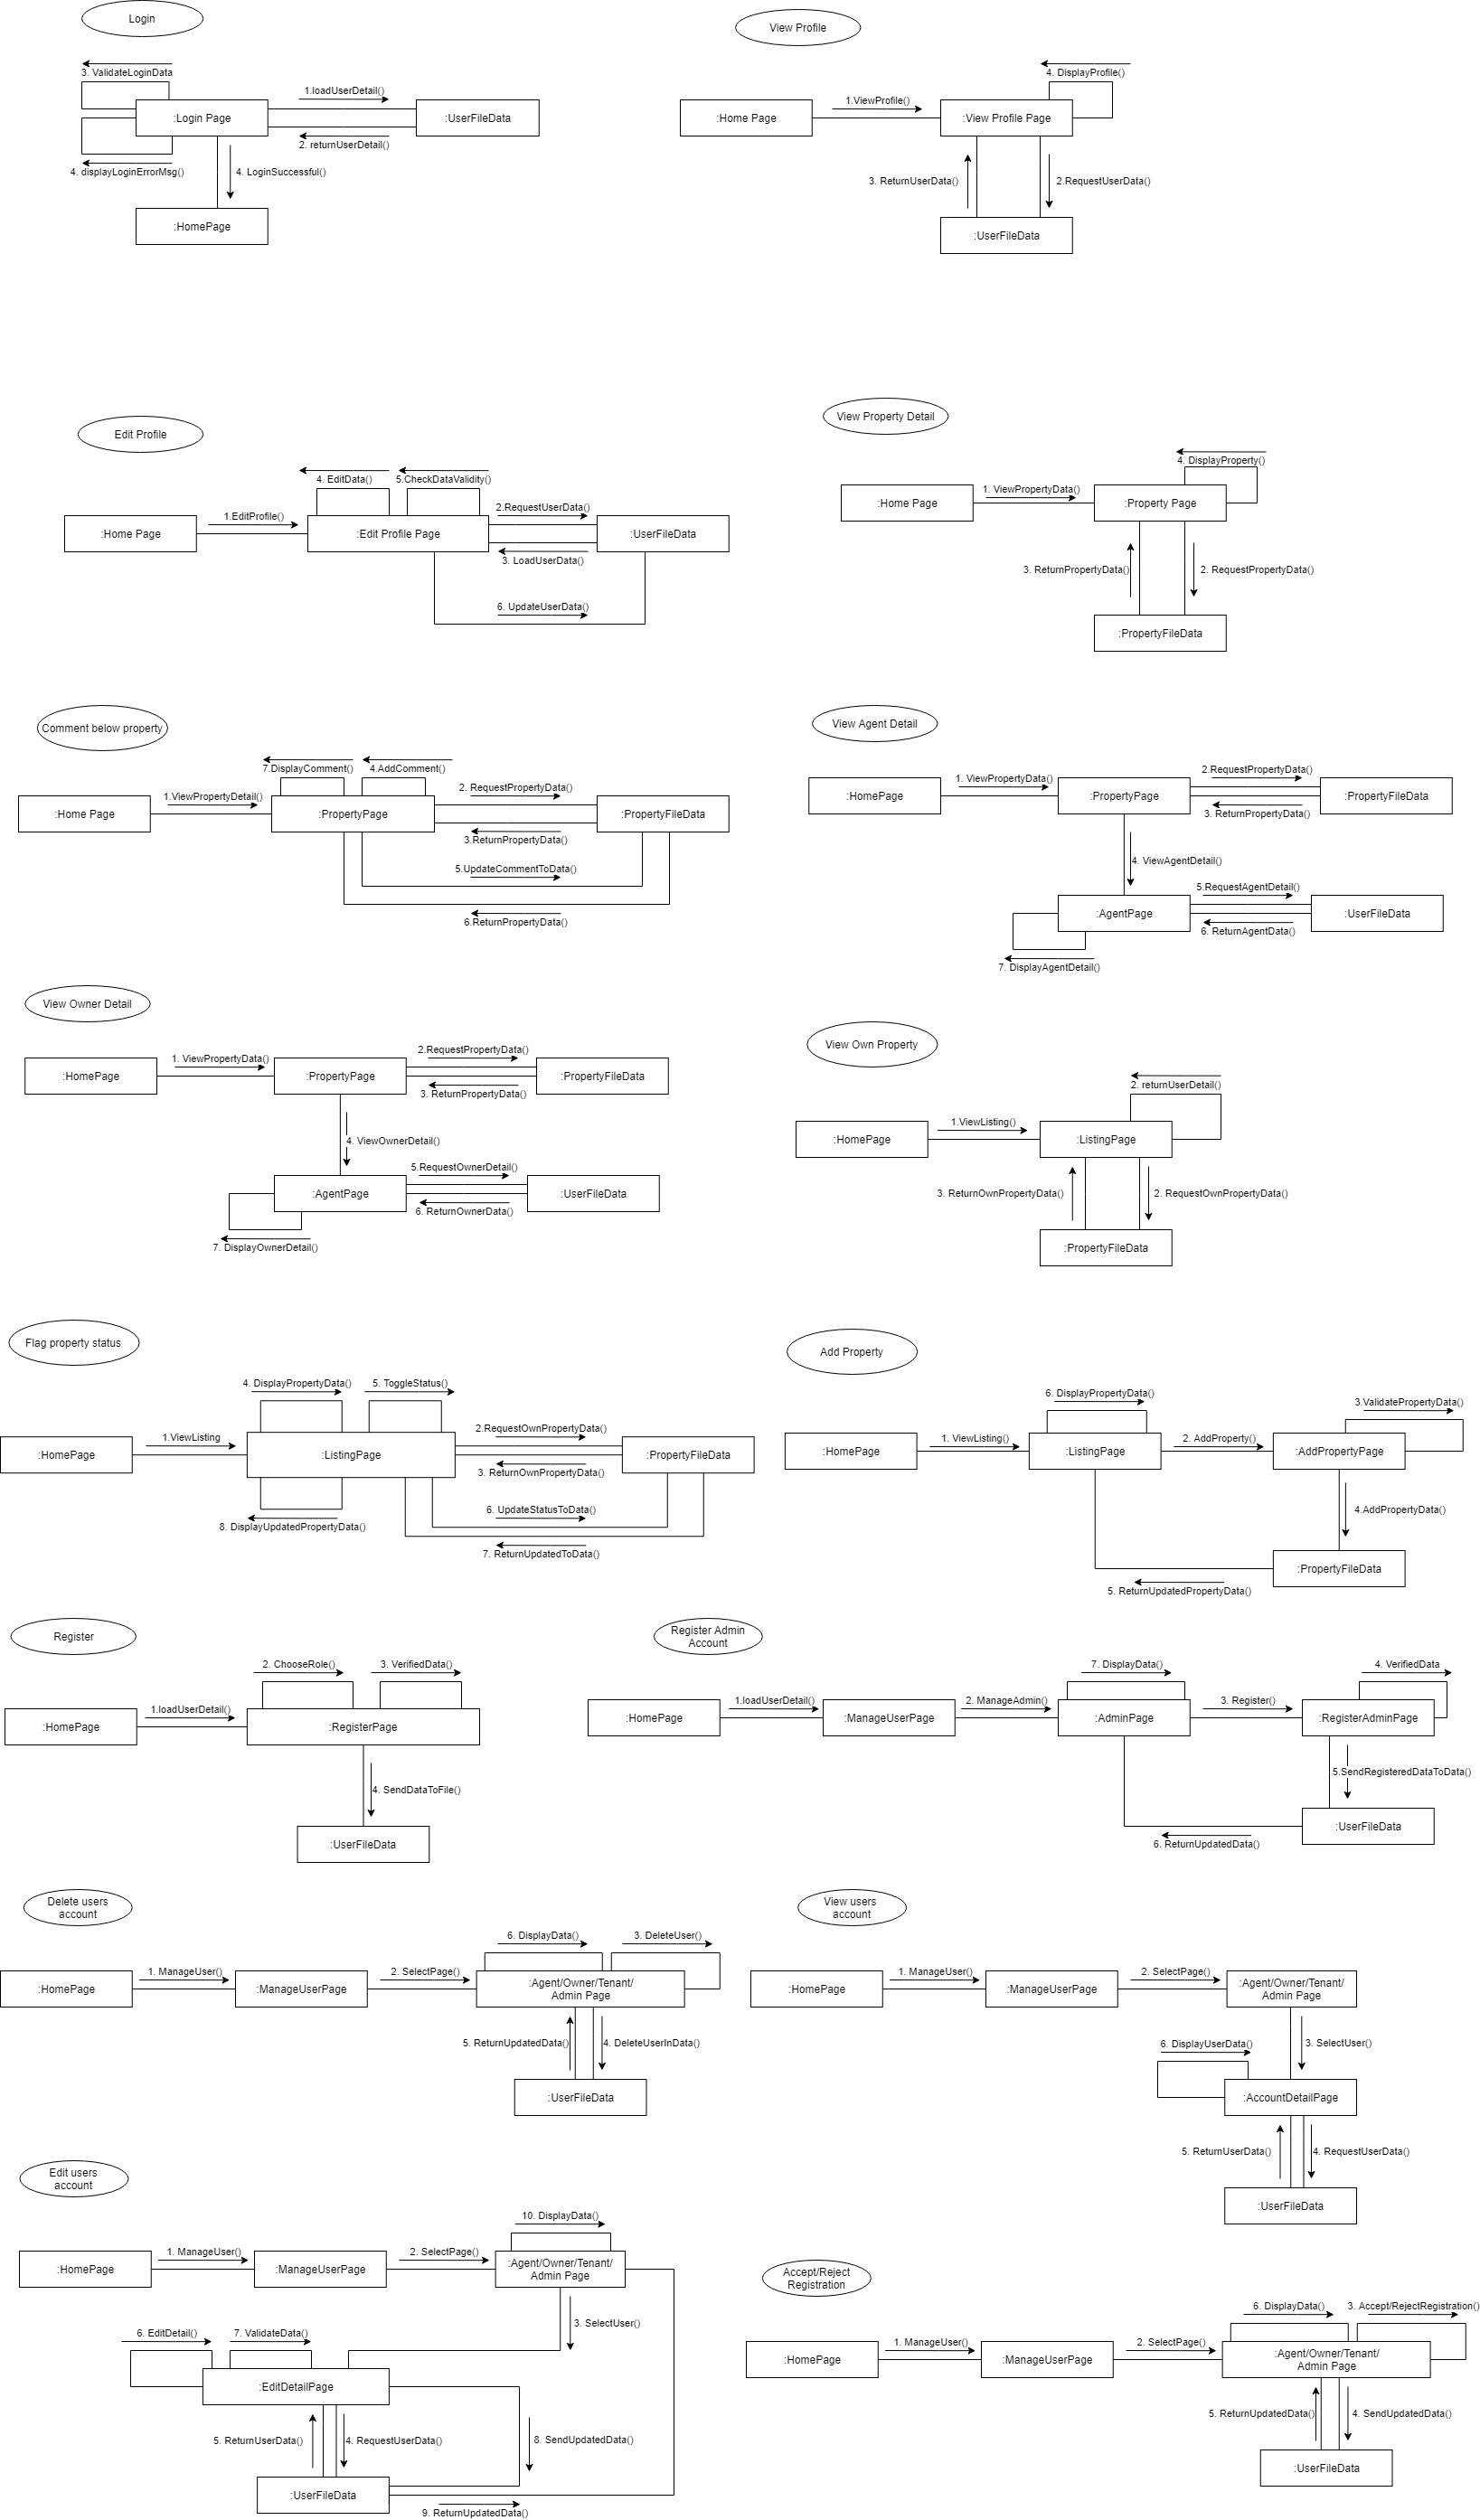 Login
3. ValidateLoginData
1.loadUserDetail()
:Login Page
:UserFileData
2. returnUserDetail()
4. displayLoginErrorMsg()
4. LoginSuccessful()
:HomePage
View Profile
4. DisplayProfile()
1.ViewProfile()
:Home Page
:View Profile Page
3. ReturnUserData()
2.RequestUserData()
:UserFileData
Edit Profile
4. EditData()
5.CheckDataValidity()
2.RequestUserData()
1.EditProfile()
:Home Page
:Edit Profile Page
:UserFileData
3. LoadUserData()
6. UpdateUserData()
View Property Detail
4. DisplayProperty()
1. ViewPropertyData()
:Home Page
:Property Page
3. ReturnPropertyData()
2. RequestPropertyData()
:PropertyFileData
Comment below property
7.DisplayComment()
4.AddComment()
2. RequestPropertyData()
1.ViewPropertyDetail()
:Home Page
:PropertyPage
:PropertyFileData
3.ReturnPropertyData()
5.UpdateCommentToData()
6.ReturnPropertyData()
View Agent Detail
2.RequestPropertyData()
1. ViewPropertyData()
:HomePage
:PropertyPage
:PropertyFileData
3. ReturnPropertyData()
4. ViewAgentDetail()
5.RequestAgentDetail()
:AgentPage
:UserFileData
6. ReturnAgentData()
7. DisplayAgentDetail()
View Owner Detail
2.RequestPropertyData()
1. ViewPropertyData()
:HomePage
:PropertyPage
:PropertyFileData
3. ReturnPropertyData()
4. ViewOwnerDetail()
5.RequestOwnerDetail()
:AgentPage
:UserFileData
6. ReturnOwnerData()
7. DisplayOwnerDetail()
View Own Property
2. returnUserDetail()
1.ViewListing()
:HomePage
:ListingPage
3. ReturnOwnPropertyData()
2. RequestOwnPropertyData()
:PropertyFileData
Flag property status
4. DisplayPropertyData()
5. ToggleStatus()
2.RequestOwnPropertyData()
1.ViewListing
:HomePage
:ListingPage
:PropertyFileData
3. ReturnOwnPropertyData()
6. UpdateStatusToData()
8. DisplayUpdatedPropertyData()
7. ReturnUpdatedToData()
Add Property
6. DisplayPropertyData()
3.ValidatePropertyData()
1. ViewListing()
2. AddProperty()
:HomePage
:ListingPage
:AddPropertyPage
4.AddPropertyData()
:PropertyFileData
5. ReturnUpdatedPropertyData()
Register
2. ChooseRole()
3. VerifiedData()
1.loadUserDetail()
:HomePage
:RegisterPage
4. SendDataToFile()
:UserFileData
Register Admin
Account
7. DisplayData()
4. VerifiedData
1.loadUserDetail()
2. ManageAdmin()
3. Register()
:HomePage
:ManageUserPage
:AdminPage
:RegisterAdminPage
5.SendRegisteredDataToData()
:UserFileData
6. ReturnUpdatedData()
Delete users
account
6. DisplayData()
3. DeleteUser()
1. ManageUser()
2. SelectPage()
:HomePage
:ManageUserPage
:Agent/Owner/Tenant/
Admin Page
5. ReturnUpdatedData()
4. DeleteUserInData()
:UserFileData
View users
account
1. ManageUser()
2. SelectPage()
:HomePage
:ManageUserPage
:Agent/Owner/Tenant/
Admin Page
6. DisplayUserData()
3. SelectUser()
:AccountDetailPage
5. ReturnUserData()
4. RequestUserData()
:UserFileData
Edit users
account
10. DisplayData()
1. ManageUser()
2. SelectPage()
:HomePage
:ManageUserPage
:Agent/Owner/Tenant/
Admin Page
3. SelectUser()
6. EditDetail()
7. ValidateData()
:EditDetailPage
5. ReturnUserData()
4. RequestUserData()
8. SendUpdatedData()
:UserFileData
9. ReturnUpdatedData()
Accept/Reject
Registration
6. DisplayData()
3. Accept/RejectRegistration()
1. ManageUser()
2. SelectPage()
:HomePage
:ManageUserPage
:Agent/Owner/Tenant/
Admin Page
5. ReturnUpdatedData()
4. SendUpdatedData()
:UserFileData